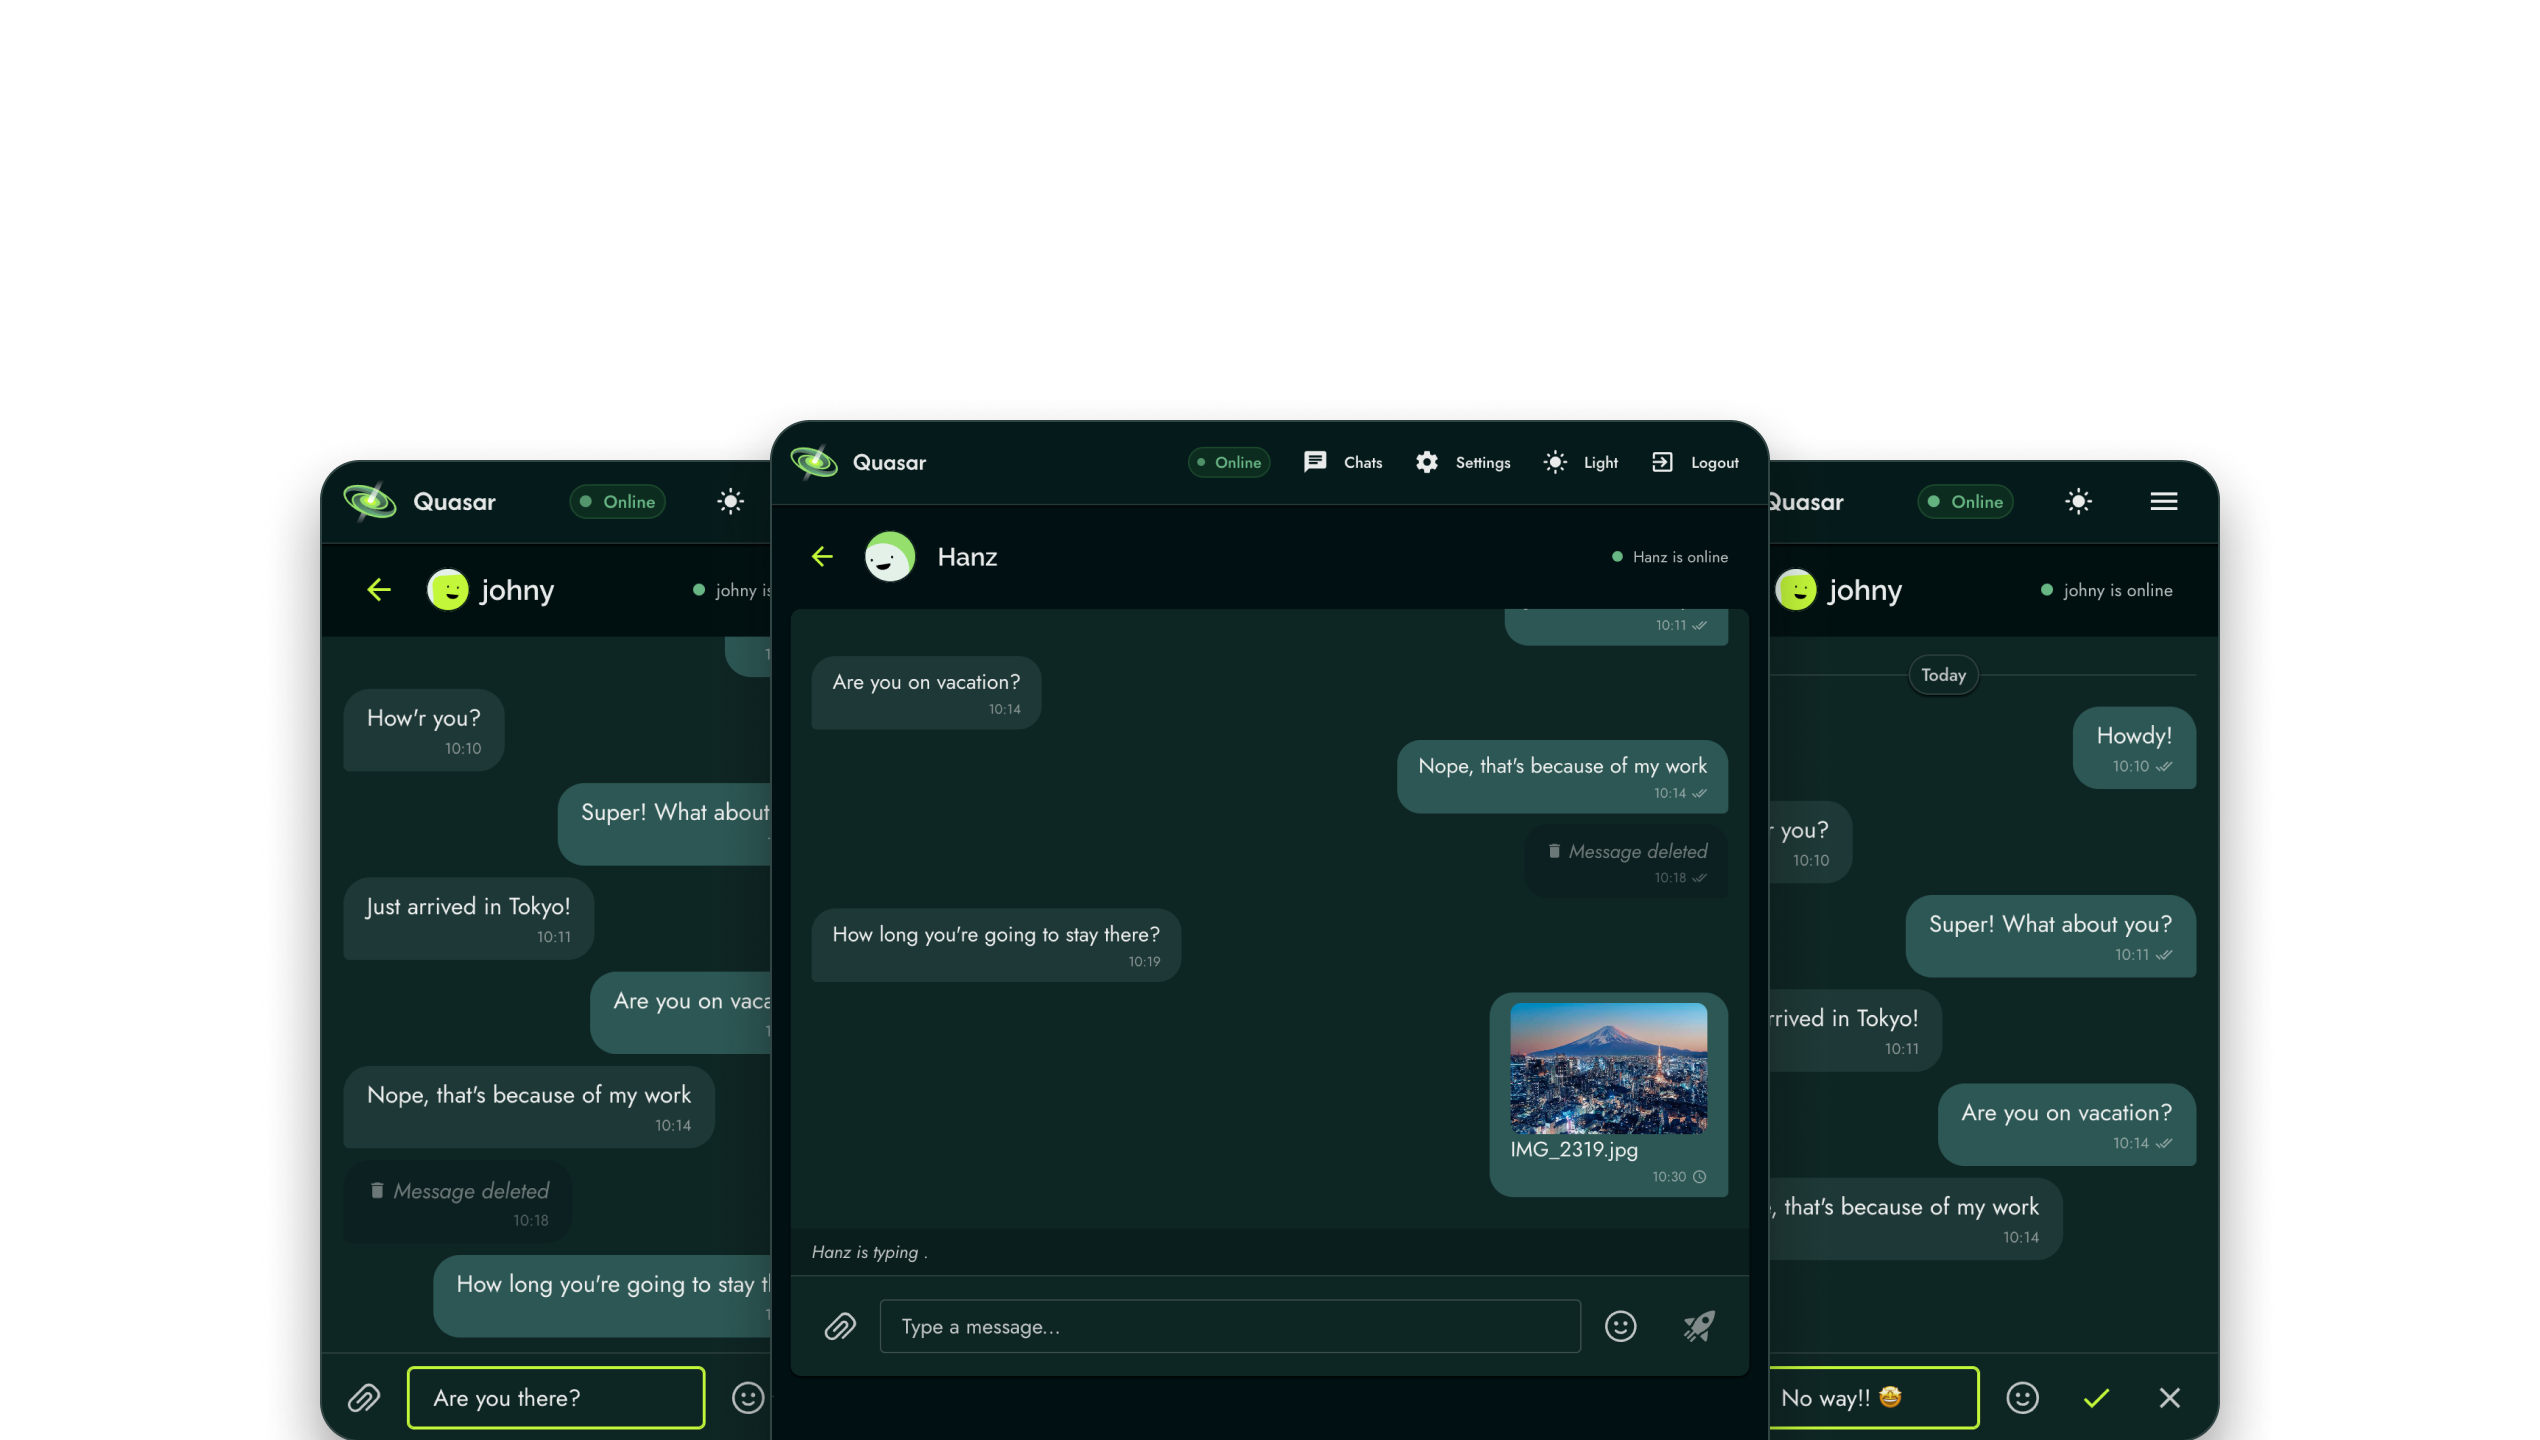 Quasar
Online
johny
johny is
How'r you?
10:10
Super! What about
Just arrived in Tokyo!
10:11
Are you on vaca
Nope, that's because of my work
10:14
Message deleted
10:18
How long you're going to stay t
Are you there?
Quasar
Online
Chats
Settings
Light
Logout
Hanz
Hanz is online
10:11
Are you on vacation?
10:14
Nope, that's because of my work
10:14
Message deleted
10:18
How long you're going to stay there?
10:19
IMG_2319.jpg
10:30
Hanz is typing .
Type a message...
Quasar
Online
johny
johny is online
Today
Howdy!
10:10
you?
10:10
Super! What about you?
10:11
rrived in Tokyo!
10:11
Are you on vacation?
10:14
, that's because of my work
10:14
No way!! 🤩